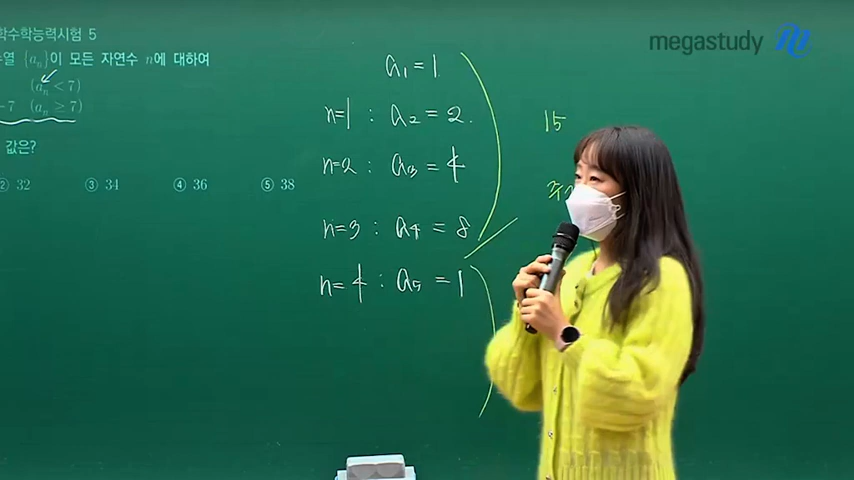 학수학능력시험 5
megastudy
열 {aₙ}이 모든 자연수 n에 대하여
(aₙ < 7)
-7 (aₙ ≥ 7)
값은?
② 32 ③ 34 ④ 36 ⑤ 38
a₁ = 1
n=1 : a₂ = 2
n=2 : a₃ = 4
n=3 : a₄ = 8
n=4 : a₅ = 1
15